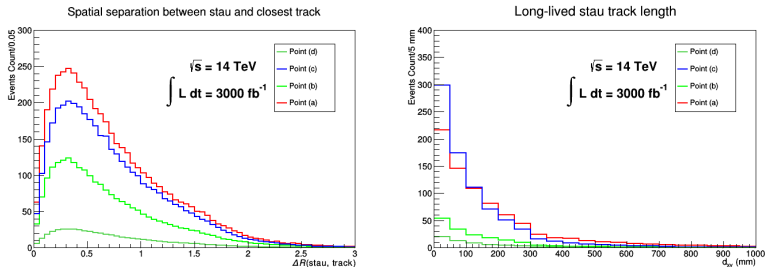 Spatial separation between stau and closest track
Events Count/0.05
300
250
200
150
100
50
0
√s = 14 TeV
∫ L dt = 3000 fb⁻¹
Point (d)
Point (c)
Point (b)
Point (a)
0 0.5 1 1.5 2 2.5 3
ΔR(stau, track)
Long-lived stau track length
Events Count/5 mm
400
350
300
250
200
150
100
50
0
√s = 14 TeV
∫ L dt = 3000 fb⁻¹
Point (d)
Point (c)
Point (b)
Point (a)
0 100 200 300 400 500 600 700 800 900 1000
(mm)